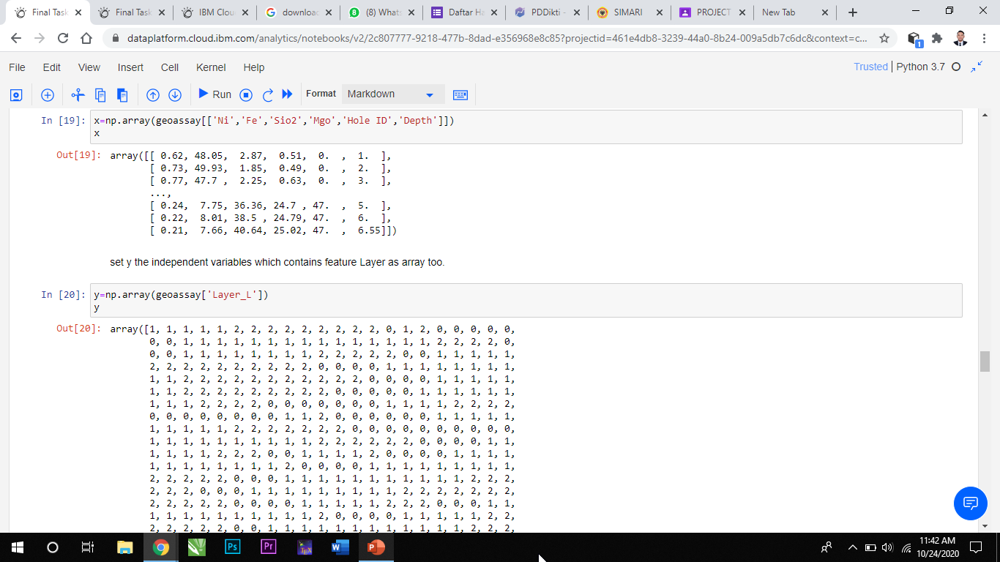 Final Task
Final Task
IBM Clou
downloac
(8) Whats
Daftar Ha
PDDikti -
SIMARI
PROJECT
New Tab
dataplatform.cloud.ibm.com/analytics/notebooks/v2/2c807777-9218-477b-8dad-e356968e8c85?projectid=461e4db8-3239-44a0-8b24-009a5db7c6dc&context=c...
File Edit View Insert Cell Kernel Help Trusted | Python 3.7
Run Format Markdown
In [19]: x=np.array(geoassay[['Ni','Fe','Sio2','Mgo','Hole ID','Depth']])
x
Out[19]: array([[ 0.62, 48.05, 2.87, 0.51, 0. , 1. ],
[ 0.73, 49.93, 1.85, 0.49, 0. , 2. ],
[ 0.77, 47.7 , 2.25, 0.63, 0. , 3. ],
...,
[ 0.24, 7.75, 36.36, 24.7 , 47. , 5. ],
[ 0.22, 8.01, 38.5 , 24.79, 47. , 6. ],
[ 0.21, 7.66, 40.64, 25.02, 47. , 6.55]])
set y the independent variables which contains feature Layer as array too.
In [20]: y=np.array(geoassay['Layer_L'])
y
Out[20]: array([1, 1, 1, 1, 1, 2, 2, 2, 2, 2, 2, 2, 2, 2, 0, 1, 2, 0, 0, 0, 0, 0,
0, 0, 1, 1, 1, 1, 1, 1, 1, 1, 1, 1, 1, 1, 1, 1, 1, 2, 2, 2, 2, 0,
0, 0, 1, 1, 1, 1, 1, 1, 1, 1, 2, 2, 2, 2, 2, 0, 0, 1, 1, 1, 1, 1,
2, 2, 2, 2, 2, 2, 2, 2, 2, 2, 0, 0, 0, 0, 1, 1, 1, 1, 1, 1, 1, 1,
1, 1, 2, 2, 2, 2, 2, 2, 2, 2, 2, 2, 2, 0, 0, 0, 0, 1, 1, 1, 1, 1,
1, 1, 2, 2, 2, 2, 2, 2, 2, 2, 2, 0, 0, 0, 0, 0, 1, 1, 1, 1, 1, 1,
1, 1, 1, 2, 2, 2, 2, 0, 0, 0, 0, 0, 0, 0, 1, 1, 1, 1, 2, 2, 2, 2,
0, 0, 0, 0, 0, 0, 0, 0, 1, 1, 2, 0, 0, 0, 0, 0, 0, 1, 1, 1, 1, 1,
1, 1, 1, 1, 1, 2, 2, 2, 2, 2, 2, 2, 0, 0, 0, 0, 0, 0, 0, 0, 0, 0,
1, 1, 1, 1, 1, 1, 1, 1, 1, 1, 2, 2, 2, 2, 2, 2, 0, 0, 0, 0, 1, 1,
1, 1, 1, 1, 2, 2, 2, 0, 0, 1, 1, 1, 1, 2, 0, 0, 0, 0, 1, 1, 1, 1,
1, 1, 1, 1, 1, 1, 1, 1, 2, 0, 0, 0, 0, 1, 1, 1, 1, 1, 1, 1, 1, 1,
2, 2, 2, 2, 2, 0, 0, 0, 1, 1, 1, 1, 1, 1, 1, 1, 1, 1, 1, 2, 2, 2,
2, 2, 2, 0, 0, 0, 1, 1, 1, 1, 1, 1, 1, 1, 1, 2, 2, 2, 2, 2, 2, 2,
2, 2, 2, 2, 2, 0, 0, 0, 0, 1, 1, 1, 1, 1, 2, 2, 2, 0, 0, 0, 1, 1,
1, 1, 1, 1, 1, 1, 1, 1, 1, 1, 2, 0, 0, 0, 0, 1, 1, 1, 1, 1, 2, 2,
2, 2, 2, 2, 2, 0, 0, 1, 1, 1, 1, 1, 1, 1, 1, 1, 1, 1, 1, 2, 2, 2,
11:42 AM
10/24/2020